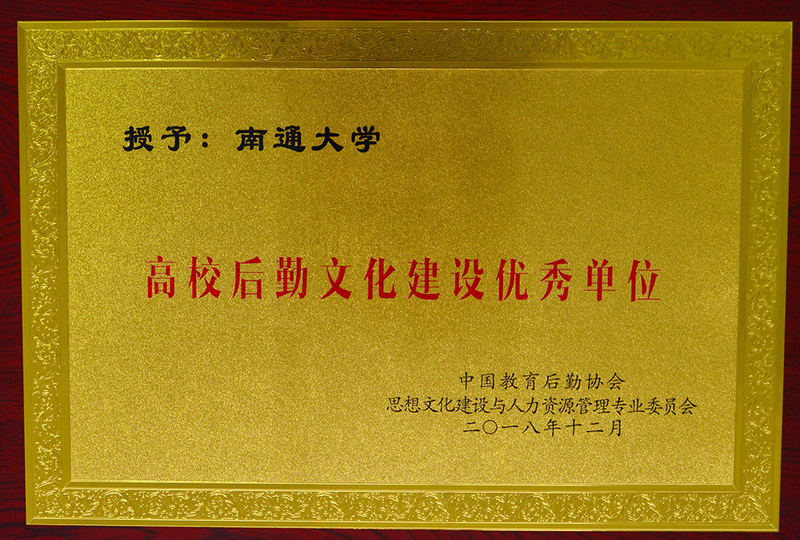 授予：南通大学
高校后勤文化建设优秀单位
中国教育后勤协会
思想文化建设与人力资源管理专业委员会
二〇一八年十二月